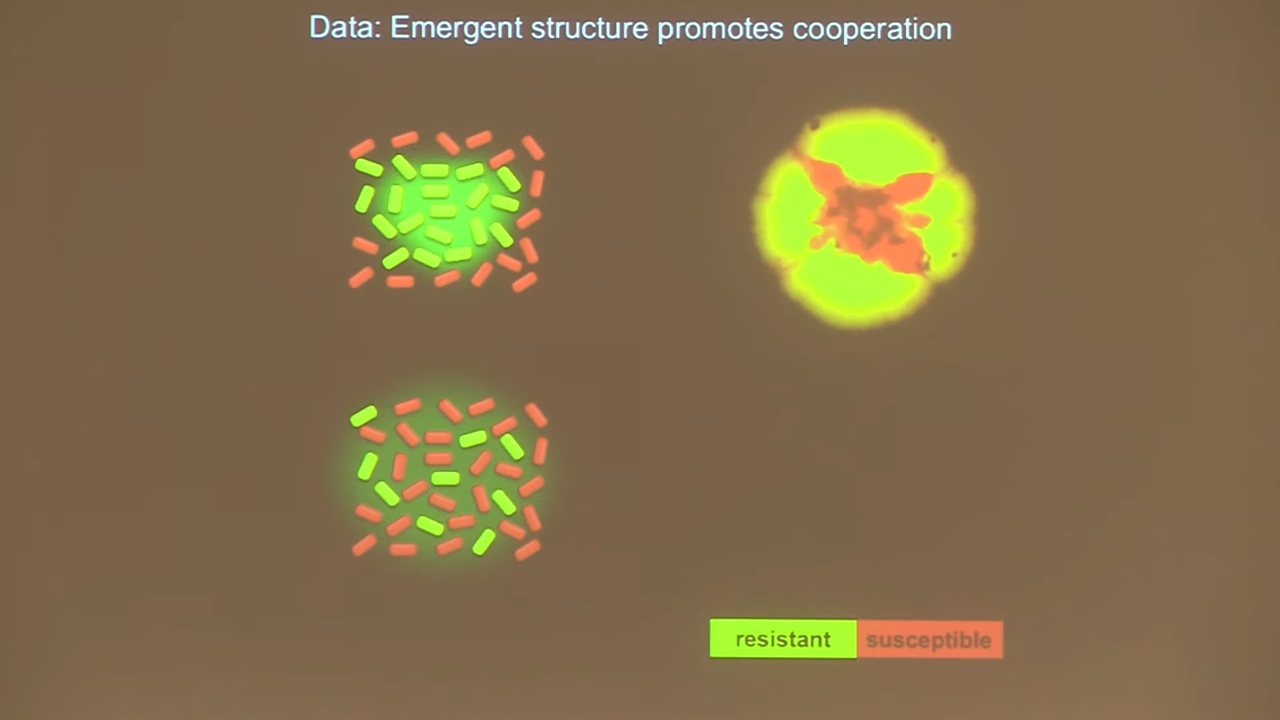 Data: Emergent structure promotes cooperation
resistant
susceptible